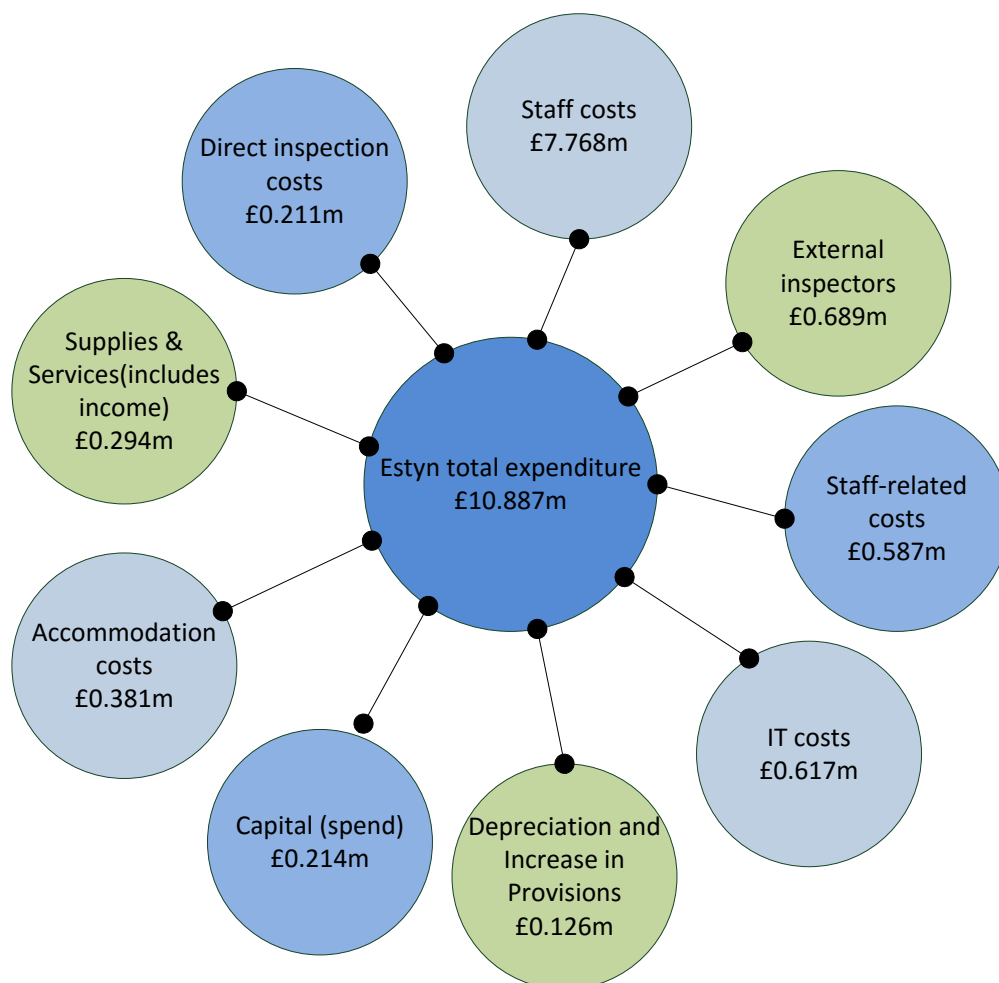 Staff costs
£7.768m
Direct inspection
costs
£0.211m
External
inspectors
£0.689m
Supplies &
Services(includes
income)
£0.294m
Estyn total expenditure
£10.887m
Staff-related
costs
£0.587m
Accommodation
costs
£0.381m
IT costs
£0.617m
Capital (spend)
£0.214m
Depreciation and
Increase in
Provisions
£0.126m